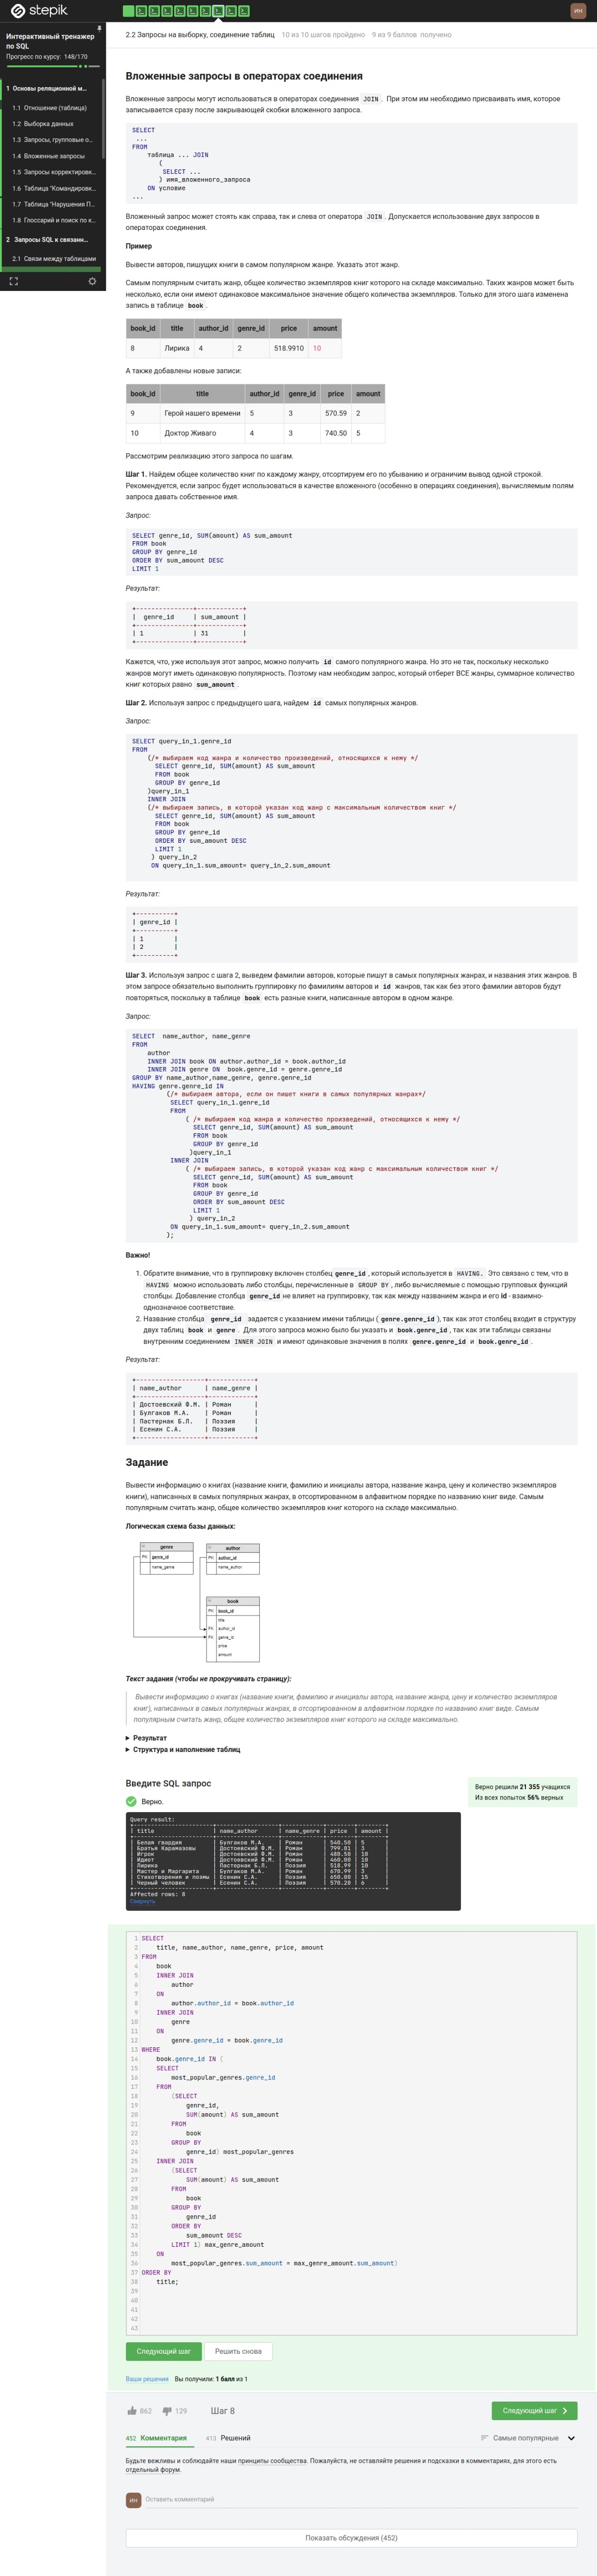 stepik
ИН
Интерактивный тренажер
по SQL
Прогресс по курсу: 148/170
1 Основы реляционной м...
1.1 Отношение (таблица)
1.2 Выборка данных
1.3 Запросы, групповые о...
1.4 Вложенные запросы
1.5 Запросы корректировк...
1.6 Таблица "Командировк...
1.7 Таблица "Нарушения П...
1.8 Глоссарий и поиск по к...
2 Запросы SQL к связанн...
2.1 Связи между таблицами
2.2 Запросы на выборку, соединение таблиц 10 из 10 шагов пройдено 9 из 9 баллов получено
Вложенные запросы в операторах соединения
Вложенные запросы могут использоваться в операторах соединения JOIN . При этом им необходимо присваивать имя, которое
записывается сразу после закрывающей скобки вложенного запроса.
SELECT
...
FROM
таблица ... JOIN
(
SELECT ...
) имя_вложенного_запроса
ON условие
...
Вложенный запрос может стоять как справа, так и слева от оператора JOIN . Допускается использование двух запросов в
операторах соединения.
Пример
Вывести авторов, пишущих книги в самом популярном жанре. Указать этот жанр.
Самым популярным считать жанр, общее количество экземпляров книг которого на складе максимально. Таких жанров может быть
несколько, если они имеют одинаковое максимальное значение общего количества экземпляров. Только для этого шага изменена
запись в таблице book .
book_id title author_id genre_id price amount
8 Лирика 4 2 518.9910 10
А также добавлены новые записи:
book_id title author_id genre_id price amount
9 Герой нашего времени 5 3 570.59 2
10 Доктор Живаго 4 3 740.50 5
Рассмотрим реализацию этого запроса по шагам.
Шаг 1. Найдем общее количество книг по каждому жанру, отсортируем его по убыванию и ограничим вывод одной строкой.
Рекомендуется, если запрос будет использоваться в качестве вложенного (особенно в операциях соединения), вычисляемым полям
запроса давать собственное имя.
Запрос:
SELECT genre_id, SUM(amount) AS sum_amount
FROM book
GROUP BY genre_id
ORDER BY sum_amount DESC
LIMIT 1
Результат:
+---------------+------------+
| genre_id | sum_amount |
+---------------+------------+
| 1 | 31 |
+---------------+------------+
Кажется, что, уже используя этот запрос, можно получить id самого популярного жанра. Но это не так, поскольку несколько
жанров могут иметь одинаковую популярность. Поэтому нам необходим запрос, который отберет ВСЕ жанры, суммарное количество
книг которых равно sum_amount .
Шаг 2. Используя запрос с предыдущего шага, найдем id самых популярных жанров.
Запрос:
SELECT query_in_1.genre_id
FROM
(/* выбираем код жанра и количество произведений, относящихся к нему */
SELECT genre_id, SUM(amount) AS sum_amount
FROM book
GROUP BY genre_id
)query_in_1
INNER JOIN
(/* выбираем запись, в которой указан код жанр с максимальным количеством книг */
SELECT genre_id, SUM(amount) AS sum_amount
FROM book
GROUP BY genre_id
ORDER BY sum_amount DESC
LIMIT 1
) query_in_2
ON query_in_1.sum_amount= query_in_2.sum_amount
Результат:
+----------+
| genre_id |
+----------+
| 1 |
| 2 |
+----------+
Шаг 3. Используя запрос с шага 2, выведем фамилии авторов, которые пишут в самых популярных жанрах, и названия этих жанров. В
этом запросе обязательно выполнить группировку по фамилиям авторов и id жанров, так как без этого фамилии авторов будут
повторяться, поскольку в таблице book есть разные книги, написанные автором в одном жанре.
Запрос:
SELECT name_author, name_genre
FROM
author
INNER JOIN book ON author.author_id = book.author_id
INNER JOIN genre ON book.genre_id = genre.genre_id
GROUP BY name_author,name_genre, genre.genre_id
HAVING genre.genre_id IN
(/* выбираем автора, если он пишет книги в самых популярных жанрах*/
SELECT query_in_1.genre_id
FROM
( /* выбираем код жанра и количество произведений, относящихся к нему */
SELECT genre_id, SUM(amount) AS sum_amount
FROM book
GROUP BY genre_id
)query_in_1
INNER JOIN
( /* выбираем запись, в которой указан код жанр с максимальным количеством книг */
SELECT genre_id, SUM(amount) AS sum_amount
FROM book
GROUP BY genre_id
ORDER BY sum_amount DESC
LIMIT 1
) query_in_2
ON query_in_1.sum_amount= query_in_2.sum_amount
);
Важно!
1. Обратите внимание, что в группировку включен столбец genre_id , который используется в HAVING. Это связано с тем, что в
HAVING можно использовать либо столбцы, перечисленные в GROUP BY , либо вычисляемые с помощью групповых функций
столбцы. Добавление столбца genre_id не влияет на группировку, так как между названием жанра и его id - взаимно-
однозначное соответствие.
2. Название столбца genre_id задается с указанием имени таблицы ( genre.genre_id ), так как этот столбец входит в структуру
двух таблиц book и genre . Для этого запроса можно было бы указать и book.genre_id , так как эти таблицы связаны
внутренним соединением INNER JOIN и имеют одинаковые значения в полях genre.genre_id и book.genre_id .
Результат:
+------------------+------------+
| name_author | name_genre |
+------------------+------------+
| Достоевский Ф.М. | Роман |
| Булгаков М.А. | Роман |
| Пастернак Б.Л. | Поэзия |
| Есенин С.А. | Поэзия |
+------------------+------------+
Задание
Вывести информацию о книгах (название книги, фамилию и инициалы автора, название жанра, цену и количество экземпляров
книги), написанных в самых популярных жанрах, в отсортированном в алфавитном порядке по названию книг виде. Самым
популярным считать жанр, общее количество экземпляров книг которого на складе максимально.
Логическая схема базы данных:
genre
PK genre_id
name_genre
author
PK author_id
name_author
book
PK book_id
title
FK author_id
FK genre_id
price
amount
Текст задания (чтобы не прокручивать страницу):
Вывести информацию о книгах (название книги, фамилию и инициалы автора, название жанра, цену и количество экземпляров
книг), написанных в самых популярных жанрах, в отсортированном в алфавитном порядке по названию книг виде. Самым
популярным считать жанр, общее количество экземпляров книг которого на складе максимально.
Результат
Структура и наполнение таблиц
Введите SQL запрос
Верно решили 21 355 учащихся
Из всех попыток 56% верных
Верно.
Query result:
| title | name_author | name_genre | price | amount |
| Белая гвардия | Булгаков М.А. | Роман | 540.50 | 5 |
| Братья Карамазовы | Достоевский Ф.М. | Роман | 799.01 | 3 |
| Игрок | Достоевский Ф.М. | Роман | 480.50 | 10 |
| Идиот | Достоевский Ф.М. | Роман | 460.00 | 10 |
| Лирика | Пастернак Б.Л. | Поэзия | 518.99 | 10 |
| Мастер и Маргарита | Булгаков М.А. | Роман | 670.99 | 3 |
| Стихотворения и поэмы | Есенин С.А. | Поэзия | 650.00 | 15 |
| Черный человек | Есенин С.А. | Поэзия | 570.20 | 6 |
Affected rows: 8
Свернуть
1 SELECT
2 title, name_author, name_genre, price, amount
3 FROM
4 book
5 INNER JOIN
6 author
7 ON
8 author.author_id = book.author_id
9 INNER JOIN
10 genre
11 ON
12 genre.genre_id = book.genre_id
13 WHERE
14 book.genre_id IN (
15 SELECT
16 most_popular_genres.genre_id
17 FROM
18 (SELECT
19 genre_id,
20 SUM(amount) AS sum_amount
21 FROM
22 book
23 GROUP BY
24 genre_id) most_popular_genres
25 INNER JOIN
26 (SELECT
27 SUM(amount) AS sum_amount
28 FROM
29 book
30 GROUP BY
31 genre_id
32 ORDER BY
33 sum_amount DESC
34 LIMIT 1) max_genre_amount
35 ON
36 most_popular_genres.sum_amount = max_genre_amount.sum_amount)
37 ORDER BY
38 title;
39
40
41
42
43
Следующий шаг Решить снова
Ваши решения Вы получили: 1 балл из 1
862 129 Шаг 8 Следующий шаг
452 Комментария 413 Решений Самые популярные
Будьте вежливы и соблюдайте наши принципы сообщества. Пожалуйста, не оставляйте решения и подсказки в комментариях, для этого есть
отдельный форум.
ИН Оставить комментарий
Показать обсуждения (452)